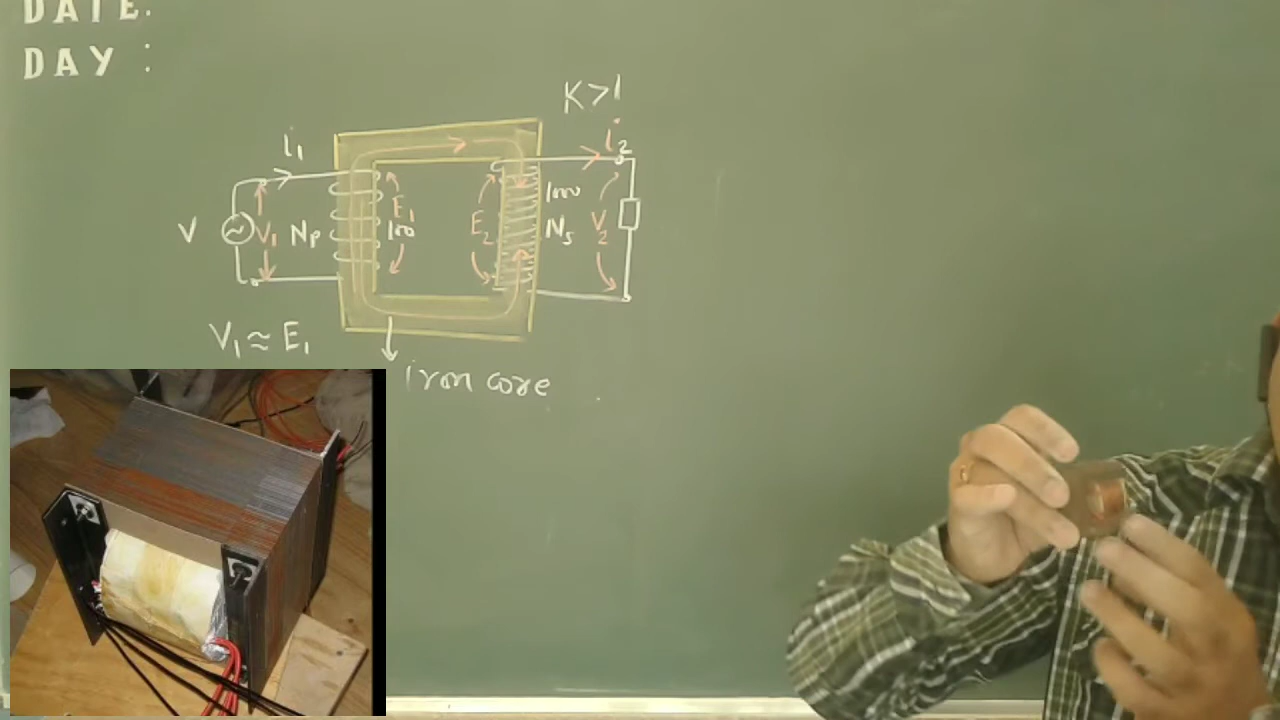 DATE:
DAY :
K>1
i₁
i₂
V
V₁
Nₚ
E₁
100
E₂
1000
Nₛ
V₂
V₁ ≈ E₁
iron core